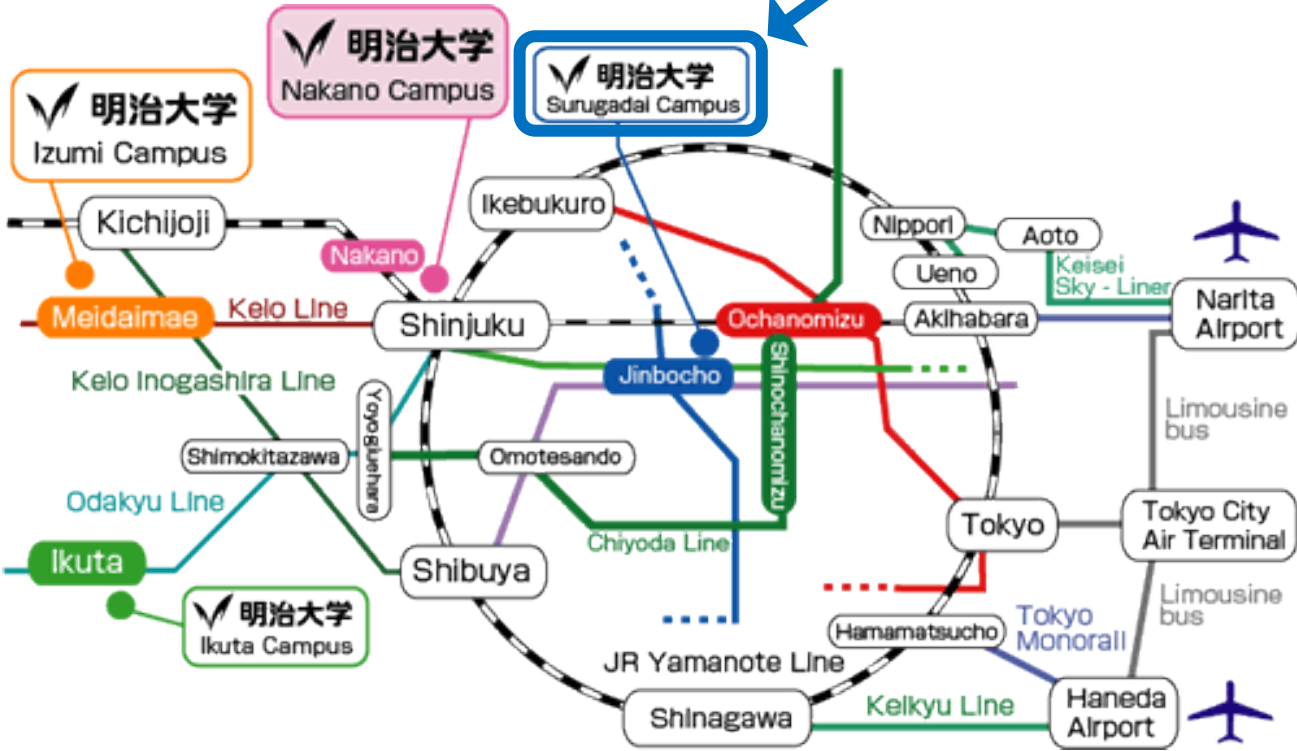 明治大学
Nakano Campus
明治大学
Surugadai Campus
明治大学
Izumi Campus
Ikebukuro
Kichijoji
Nippori
Aoto
Nakano
Ueno
Keisei
Sky - Liner
Narita
Airport
Meidaimae
Keio Line
Shinjuku
Ochanomizu
Akihabara
Keio Inogashira Line
Jinbocho
Shinochanomizu
Yoyogiuehara
Limousine
bus
Shimokitazawa
Omotesando
Odakyu Line
Tokyo
Tokyo City
Air Terminal
Chiyoda Line
Ikuta
Shibuya
明治大学
Ikuta Campus
Limousine
bus
Hamamatsucho
Tokyo
Monorail
JR Yamanote Line
Shinagawa
Keikyu Line
Haneda
Airport